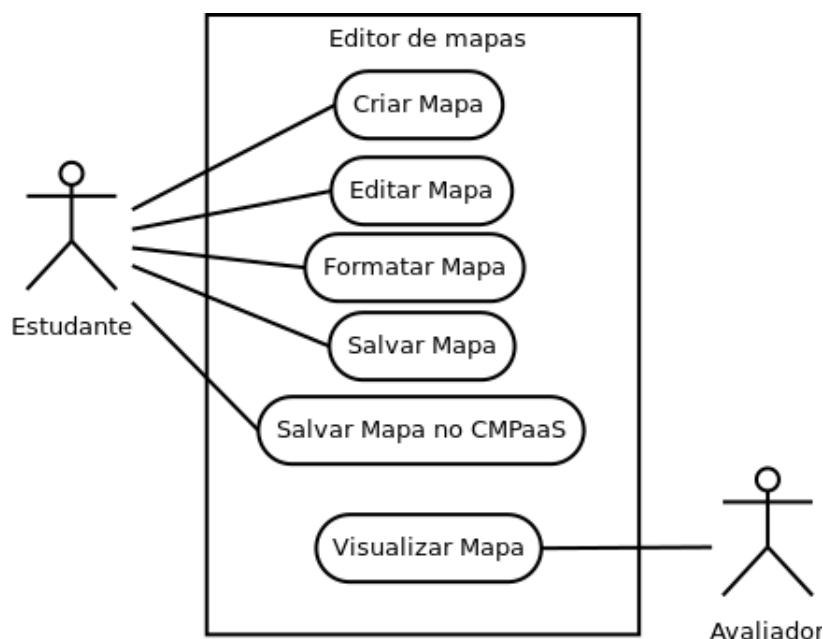 Editor de mapas
Criar Mapa
Editar Mapa
Formatar Mapa
Estudante
Salvar Mapa
Salvar Mapa no CMPaaS
Visualizar Mapa
Avaliador